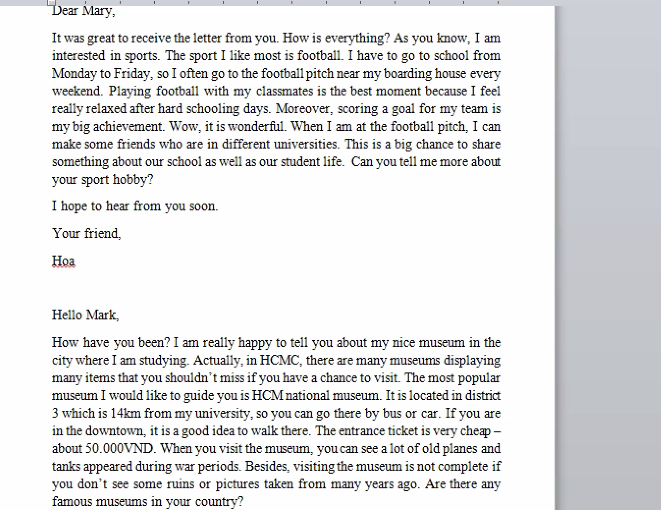 Dear Mary,
It was great to receive the letter from you. How is everything? As you know, I am
interested in sports. The sport I like most is football. I have to go to school from
Monday to Friday, so I often go to the football pitch near my boarding house every
weekend. Playing football with my classmates is the best moment because I feel
really relaxed after hard schooling days. Moreover, scoring a goal for my team is
my big achievement. Wow, it is wonderful. When I am at the football pitch, I can
make some friends who are in different universities. This is a big chance to share
something about our school as well as our student life. Can you tell me more about
your sport hobby?
I hope to hear from you soon.
Your friend,
Hoa
Hello Mark,
How have you been? I am really happy to tell you about my nice museum in the
city where I am studying. Actually, in HCMC, there are many museums displaying
many items that you shouldn't miss if you have a chance to visit. The most popular
museum I would like to guide you is HCM national museum. It is located in district
3 which is 14km from my university, so you can go there by bus or car. If you are
in the downtown, it is a good idea to walk there. The entrance ticket is very cheap –
about 50.000VND. When you visit the museum, you can see a lot of old planes and
tanks appeared during war periods. Besides, visiting the museum is not complete if
you don't see some ruins or pictures taken from many years ago. Are there any
famous museums in your country?